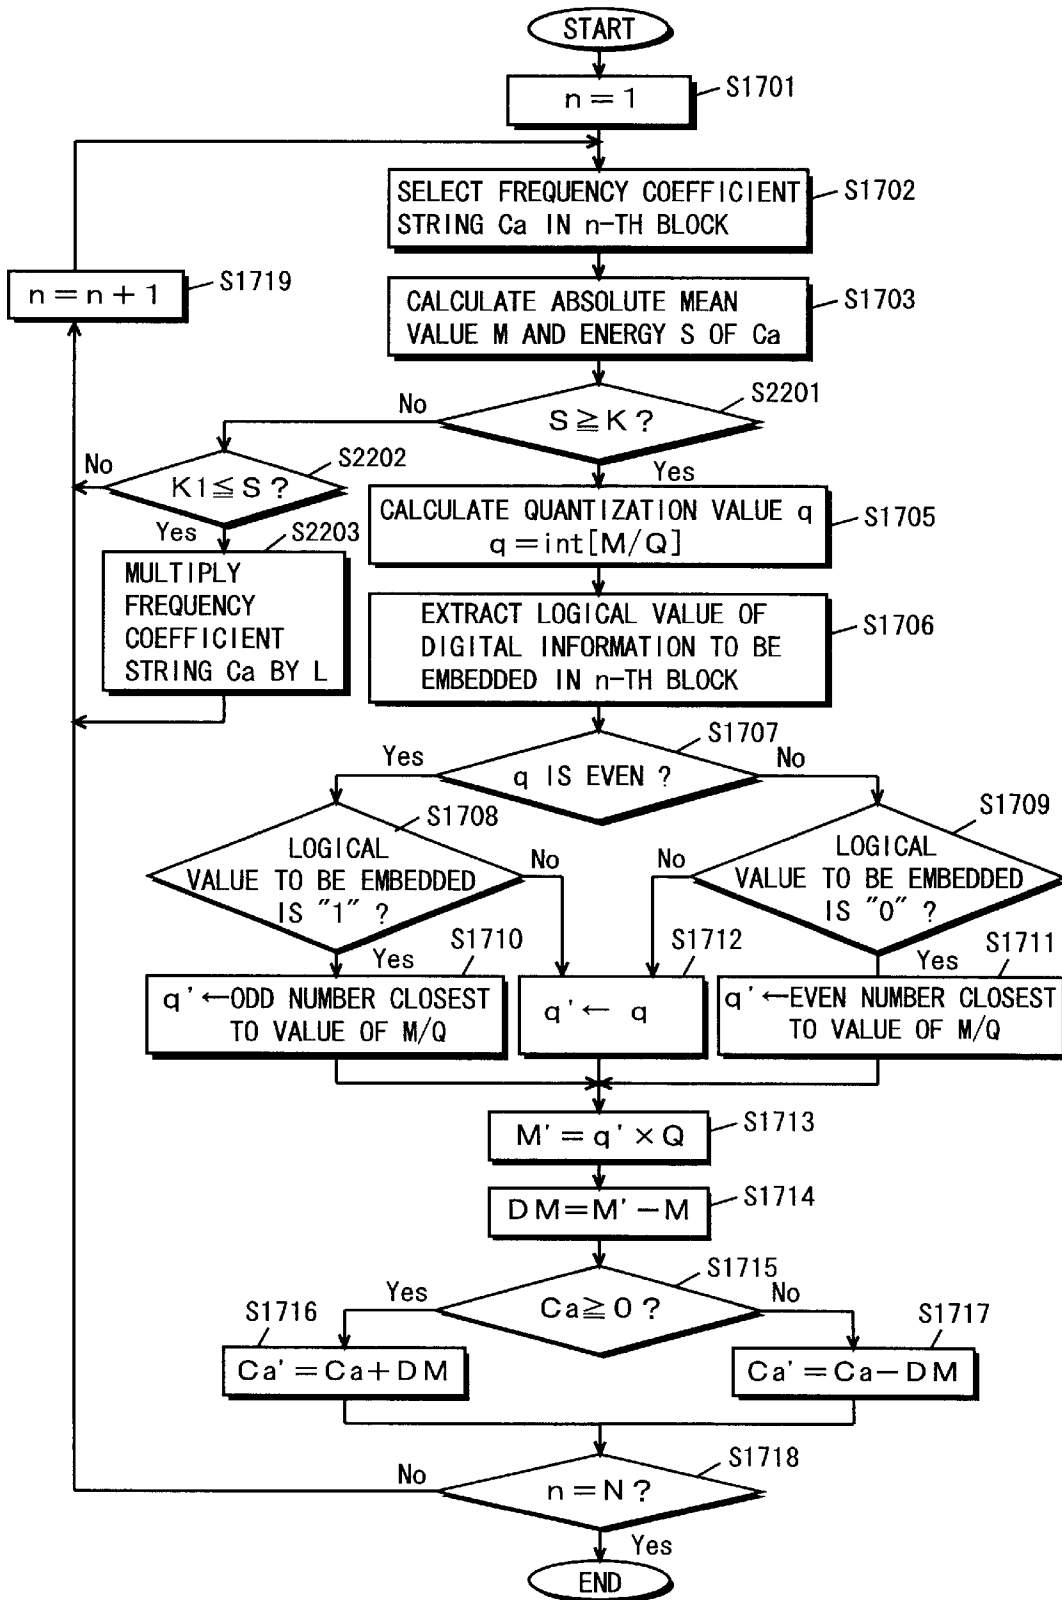 START
n=1
S1701
SELECT FREQUENCY COEFFICIENT
STRING Ca IN n-TH BLOCK
S1702
n=n+1
S1719
CALCULATE ABSOLUTE MEAN
VALUE M AND ENERGY S OF Ca
S1703
S≧K?
S2201
No
Yes
K1≦S?
S2202
No
Yes
MULTIPLY
FREQUENCY
COEFFICIENT
STRING Ca BY L
S2203
CALCULATE QUANTIZATION VALUE q
q=int[M/Q]
S1705
EXTRACT LOGICAL VALUE OF
DIGITAL INFORMATION TO BE
EMBEDDED IN n-TH BLOCK
S1706
q IS EVEN ?
S1707
Yes
No
LOGICAL
VALUE TO BE EMBEDDED
IS "1" ?
S1708
No
Yes
LOGICAL
VALUE TO BE EMBEDDED
IS "0" ?
S1709
No
Yes
q'←ODD NUMBER CLOSEST
TO VALUE OF M/Q
S1710
q'← q
S1712
q'←EVEN NUMBER CLOSEST
TO VALUE OF M/Q
S1711
M'=q'×Q
S1713
DM=M'−M
S1714
Ca≧0?
S1715
Yes
No
Ca'=Ca+DM
S1716
Ca'=Ca−DM
S1717
n=N?
S1718
No
Yes
END